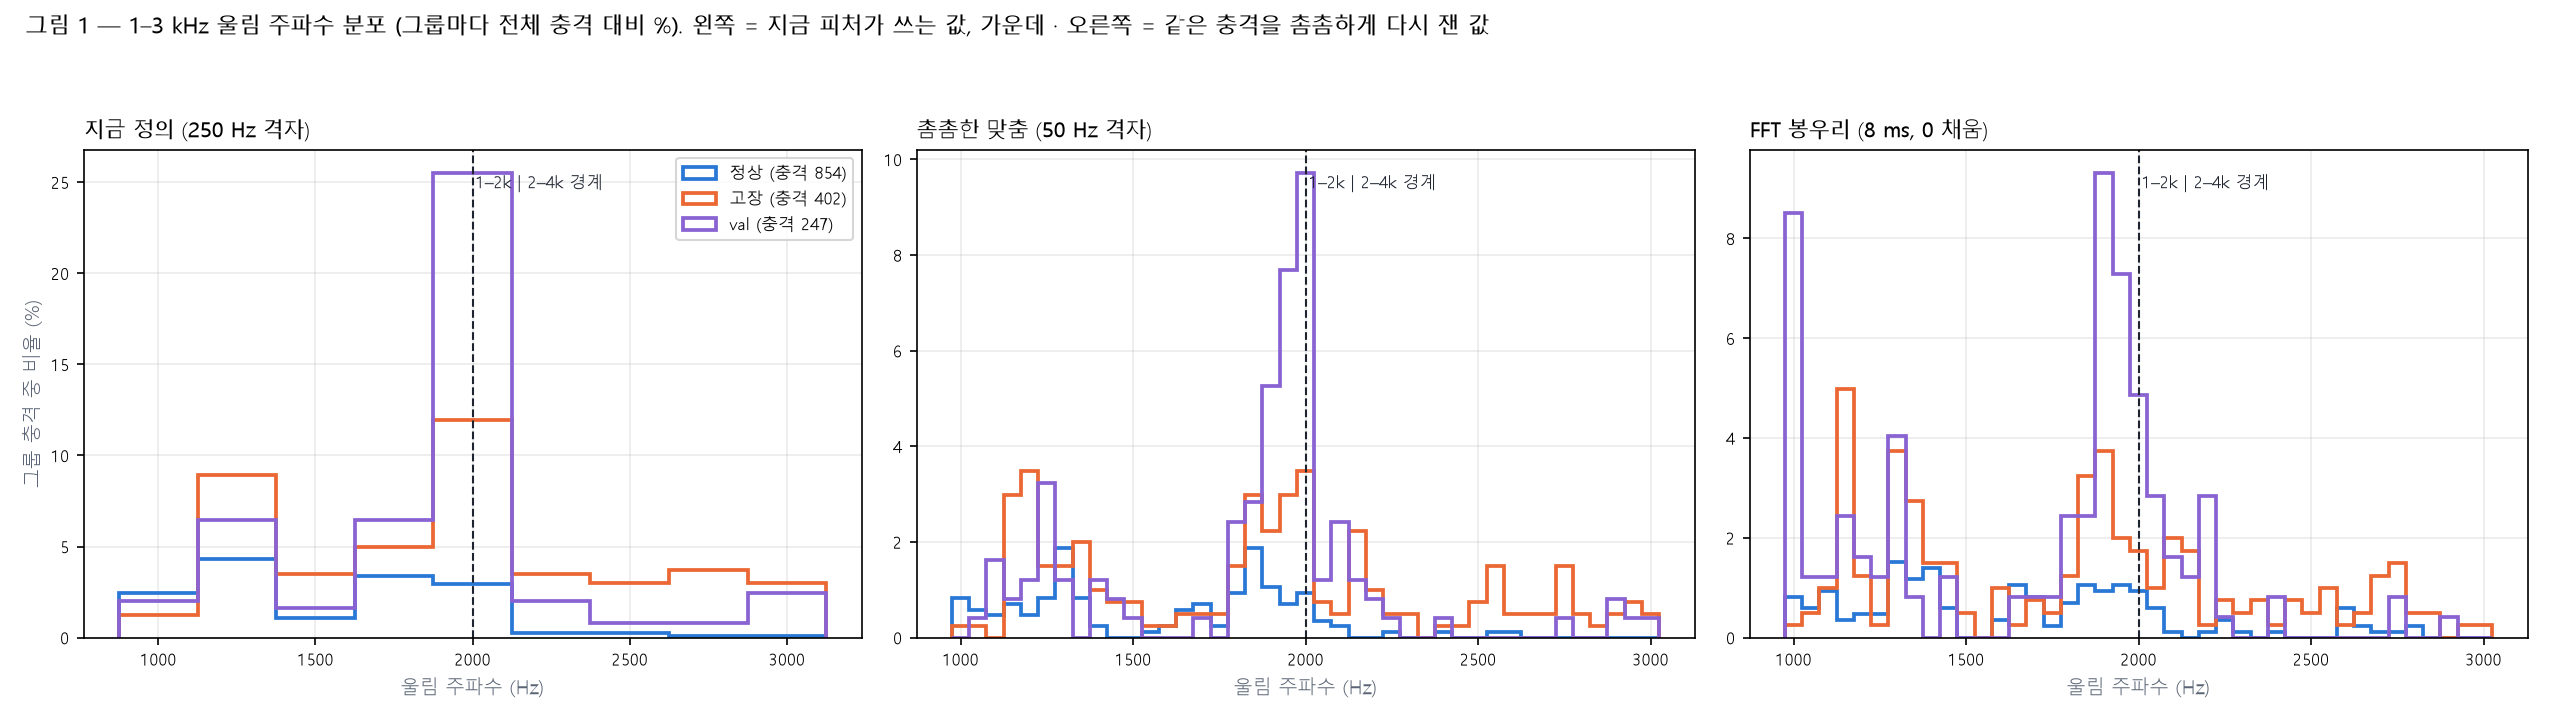 그림 1 — 1–3 kHz 울림 주파수 분포 (그룹마다 전체 충격 대비 %). 왼쪽 = 지금 피처가 쓰는 값, 가운데 · 오른쪽 = 같은 충격을 촘촘하게 다시 잰 값
지금 정의 (250 Hz 격자)
그룹 충격 중 비율 (%)
25
20
15
10
5
0
1–2k | 2–4k 경계
정상 (충격 854)
고장 (충격 402)
val (충격 247)
1000 1500 2000 2500 3000
울림 주파수 (Hz)
촘촘한 맞춤 (50 Hz 격자)
10
8
6
4
2
0
1–2k | 2–4k 경계
1000 1500 2000 2500 3000
울림 주파수 (Hz)
FFT 봉우리 (8 ms, 0 채움)
8
6
4
2
0
1–2k | 2–4k 경계
1000 1500 2000 2500 3000
울림 주파수 (Hz)